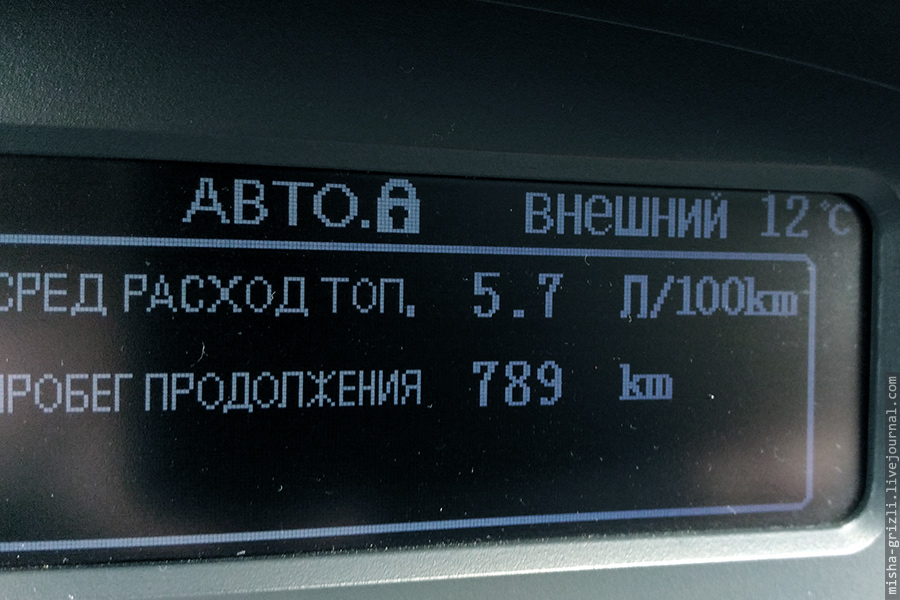 АВТО. ВНеШНИЙ 12 °C
СРЕД РАСХОД ТОП. 5.7 Л/100km
ПРОБЕГ ПРОДОЛЖЕНИЯ 789 km
misha-grizli.livejournal.com